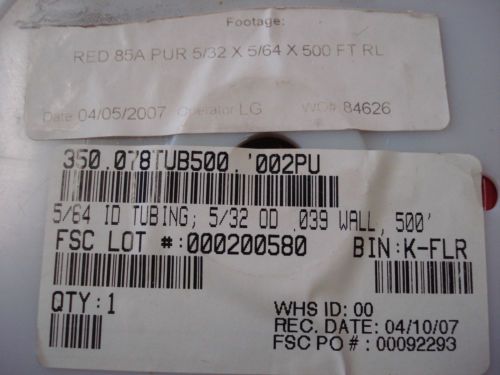 Footage:
RED 85A PUR 5/32 X 5/64 X 500 FT RL
Date 04/05/2007 Operator LG WO# 84626
350.078TUB500.'002PU
5/64 ID TUBING; 5/32 OD .039 WALL, 500'
FSC LOT #:000200580 BIN:K-FLR
QTY:1
WHS ID: 00
REC. DATE: 04/10/07
FSC PO # : 00092293